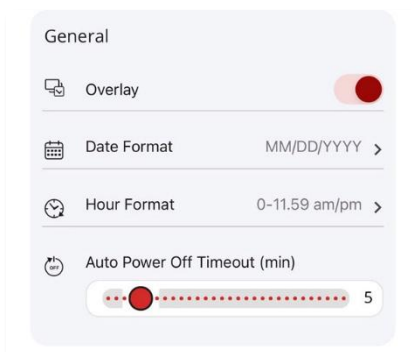 General
Overlay
Date Format MM/DD/YYYY
Hour Format 0-11.59 am/pm
OFF
Auto Power Off Timeout (min)
5